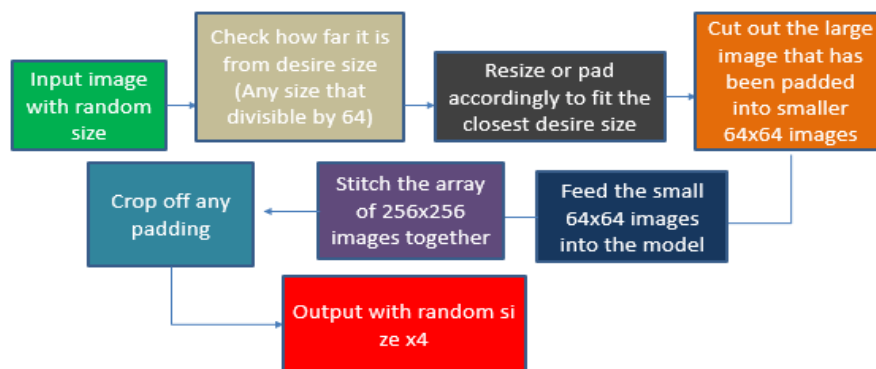 Input image
with random
size
Check how far it is
from desire size
(Any size that
divisible by 64)
Resize or pad
accordingly to fit the
closest desire size
Cut out the large
image that has
been padded
into smaller
64x64 images
Feed the small
64x64 images
into the model
Stitch the array
of 256x256
images together
Crop off any
padding
Output with random si
ze x4